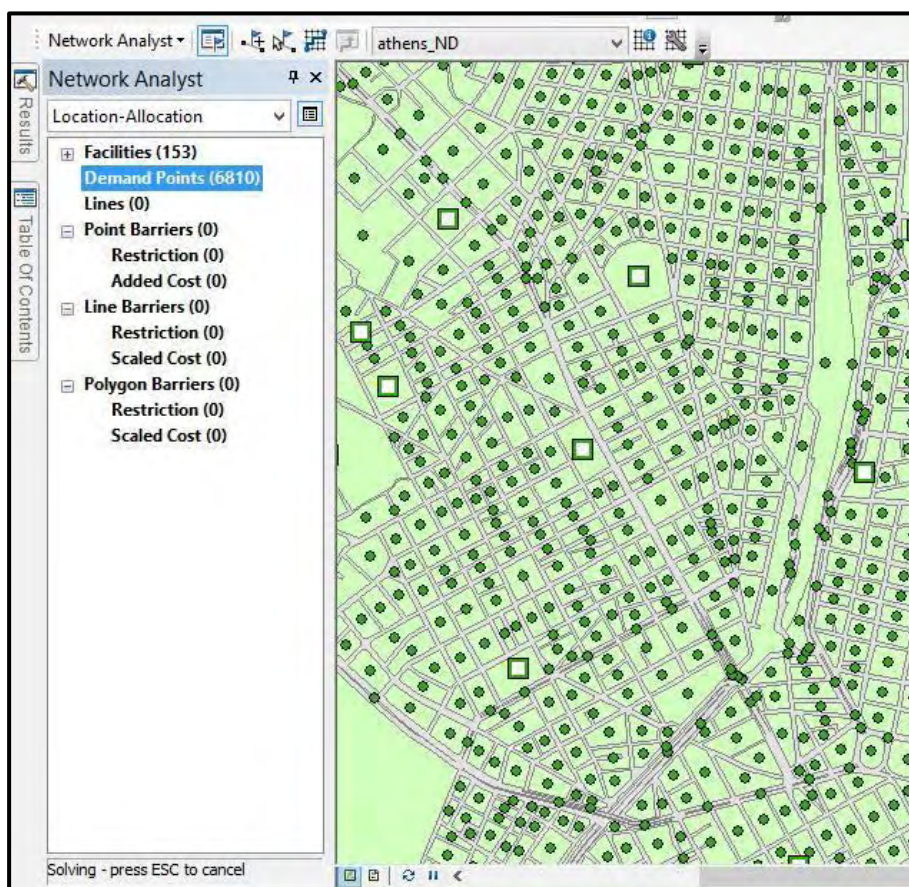 Network Analyst
athens_ND
Results
Table Of Contents
Network Analyst
Location-Allocation
Facilities (153)
Demand Points (6810)
Lines (0)
Point Barriers (0)
Restriction (0)
Added Cost (0)
Line Barriers (0)
Restriction (0)
Scaled Cost (0)
Polygon Barriers (0)
Restriction (0)
Scaled Cost (0)
Solving - press ESC to cancel